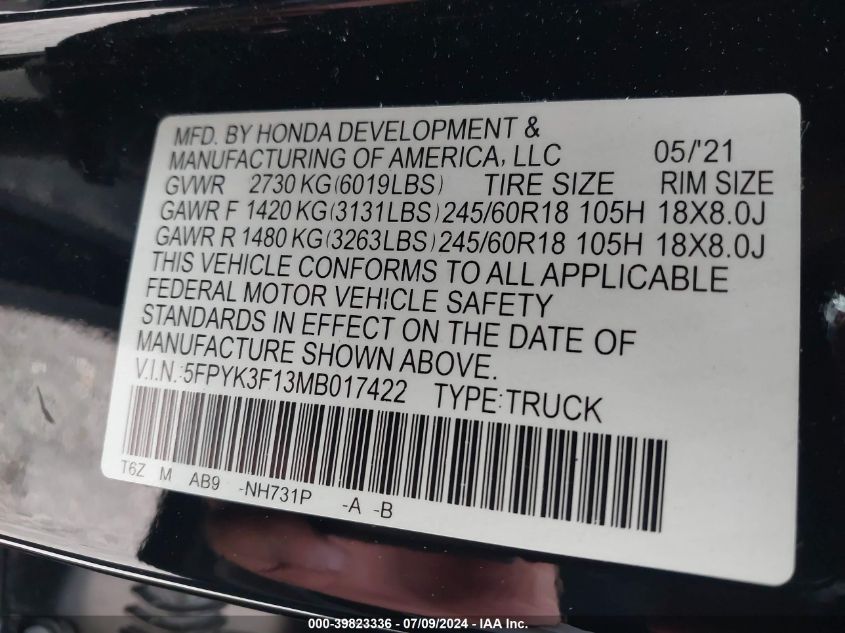 MFD. BY HONDA DEVELOPMENT &
MANUFACTURING OF AMERICA, LLC 05/'21
GVWR 2730 KG(6019LBS) TIRE SIZE RIM SIZE
GAWR F 1420 KG(3131LBS)245/60R18 105H 18X8.0J
GAWR R 1480 KG(3263LBS)245/60R18 105H 18X8.0J
THIS VEHICLE CONFORMS TO ALL APPLICABLE
FEDERAL MOTOR VEHICLE SAFETY
STANDARDS IN EFFECT ON THE DATE OF
MANUFACTURE SHOWN ABOVE.
V.I.N.:5FPYK3F13MB017422 TYPE:TRUCK
T6Z M AB9 -NH731P -A -B
000-39823336 / 07/09/2024 - IAA Inc.